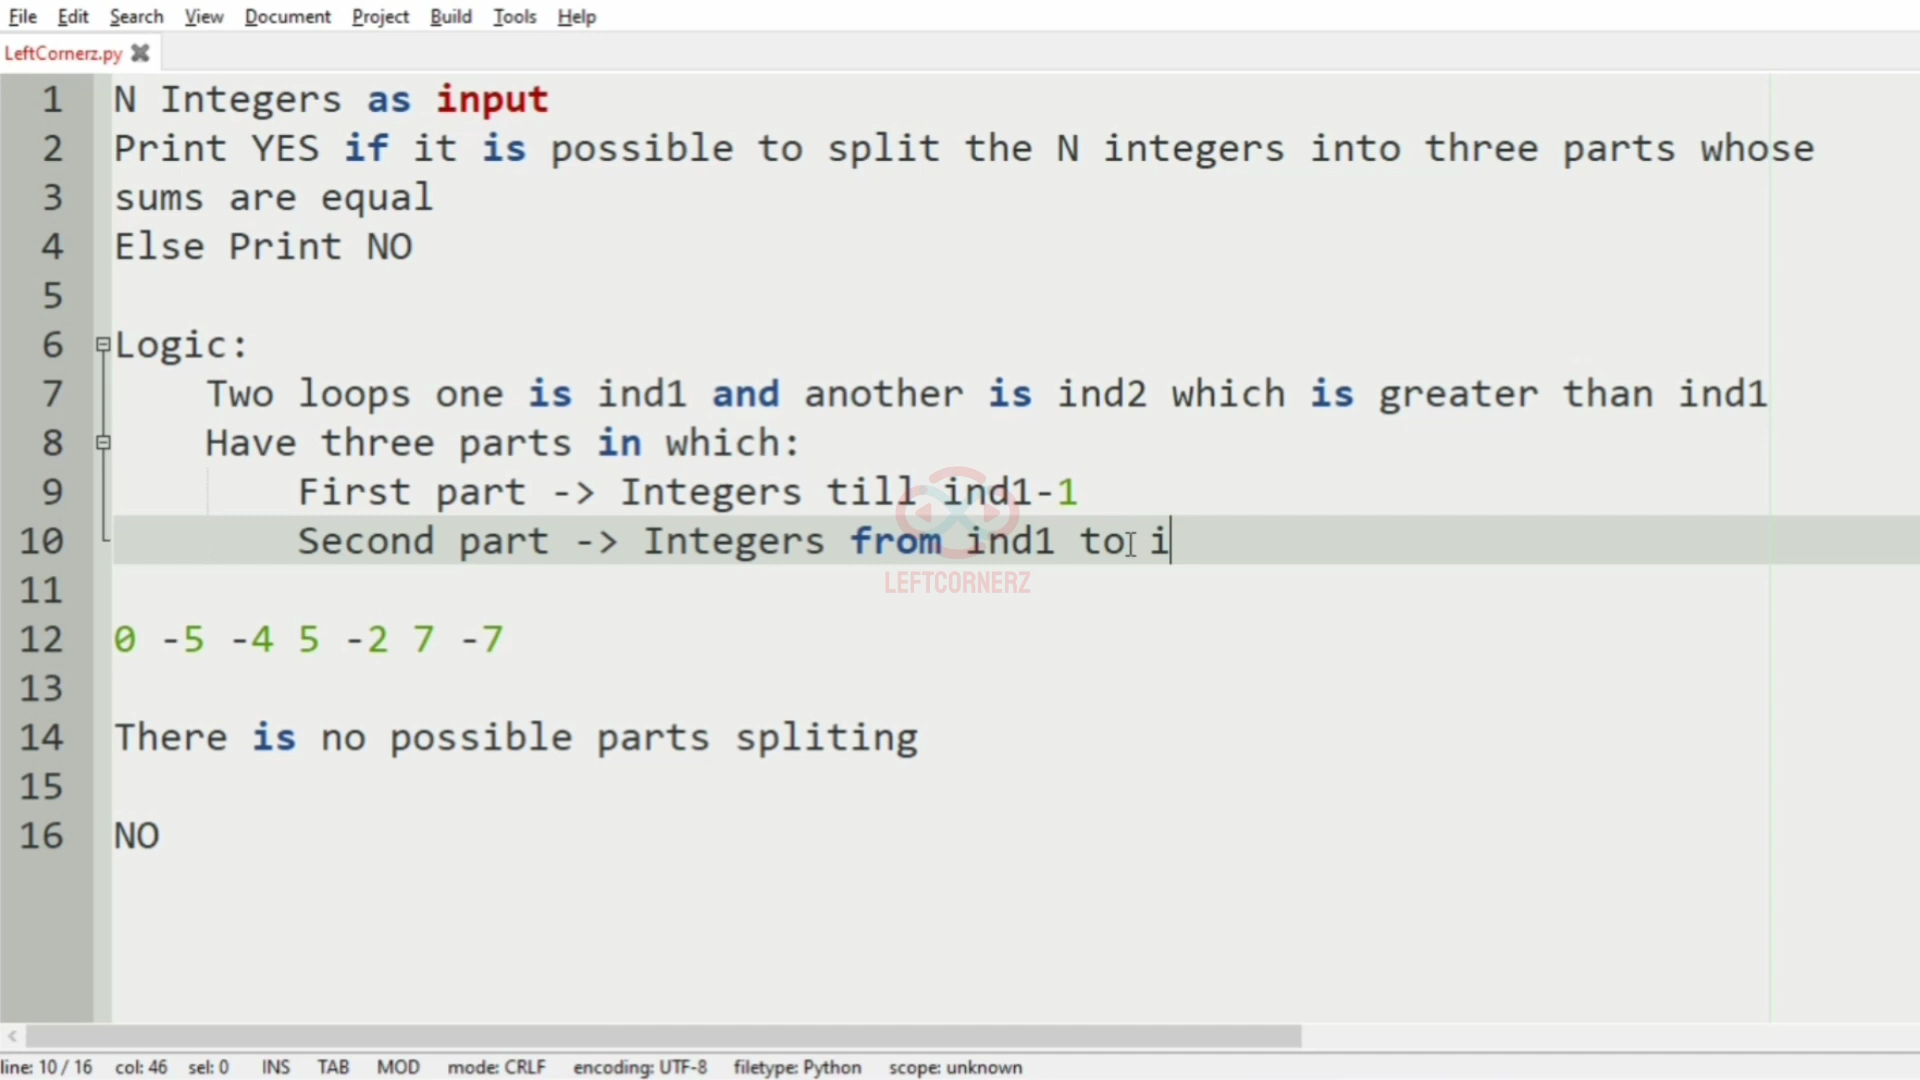 File Edit Search View Document Project Build Tools Help
LeftCornerz.py
1 N Integers as input
2 Print YES if it is possible to split the N integers into three parts whose
3 sums are equal
4 Else Print NO
5
6 Logic:
7 Two loops one is ind1 and another is ind2 which is greater than ind1
8 Have three parts in which:
9 First part -> Integers till ind1-1
10 Second part -> Integers from ind1 to i
LEFTCORNERZ
11
12 0 -5 -4 5 -2 7 -7
13
14 There is no possible parts spliting
15
16 NO
line: 10 / 16 col: 46 sel: 0 INS TAB MOD mode: CRLF encoding: UTF-8 filetype: Python scope: unknown